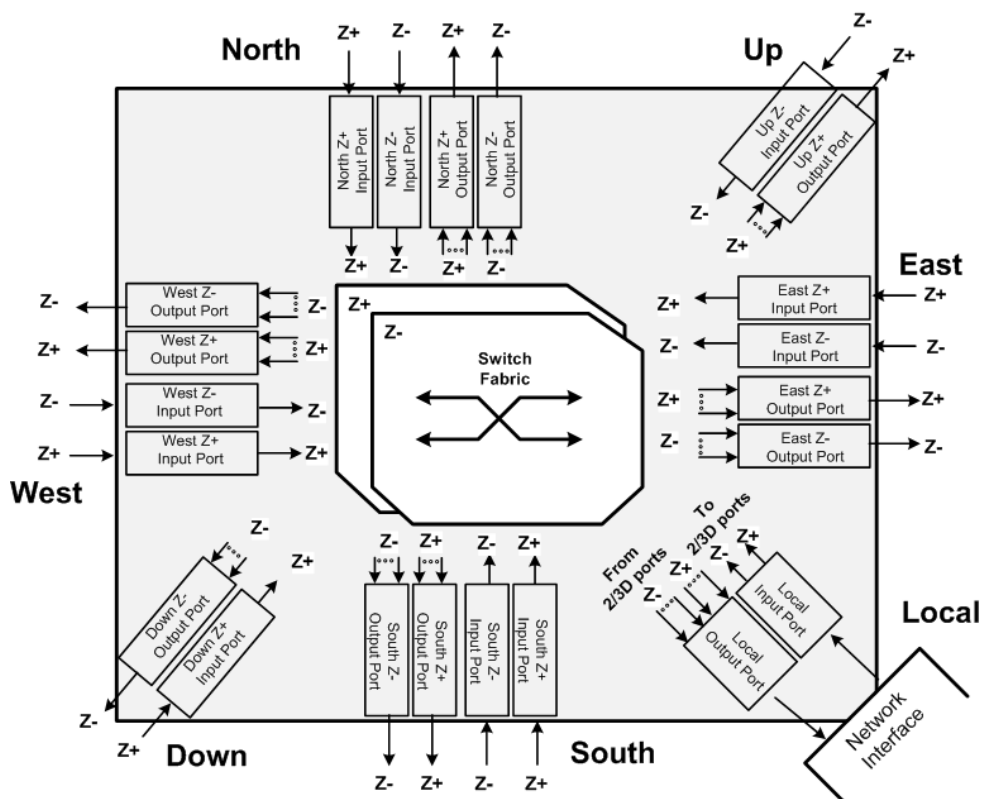 North
Z+
Z-
Z+
Z-
Up
Z-
Z+
North Z+
Input Port
North Z-
Input Port
North Z+
Output Port
North Z-
Output Port
Up Z-
Input Port
Up Z+
Output Port
Z-
Z+
Z+
Z-
Z+
Z-
East
Z-
West Z-
Output Port
Z-
Z+
West Z+
Output Port
Z+
Z-
West Z-
Input Port
Z-
Z+
West Z+
Input Port
Z+
West
Z+
Z-
Switch
Fabric
Z+
East Z+
Input Port
Z+
Z-
East Z-
Input Port
Z-
Z+
East Z+
Output Port
Z+
Z-
East Z-
Output Port
Z-
Z-
Z+
Down Z-
Output Port
Down Z+
Input Port
Z-
Z+
Down
Z-
Z+
Z-
Z+
South Z-
Output Port
South Z+
Output Port
South Z-
Input Port
South Z+
Input Port
Z-
Z+
Z-
Z+
South
To
2/3D ports
From
2/3D ports
Z+
Z-
Z+
Z-
Local
Input Port
Local
Output Port
Local
Network
Interface